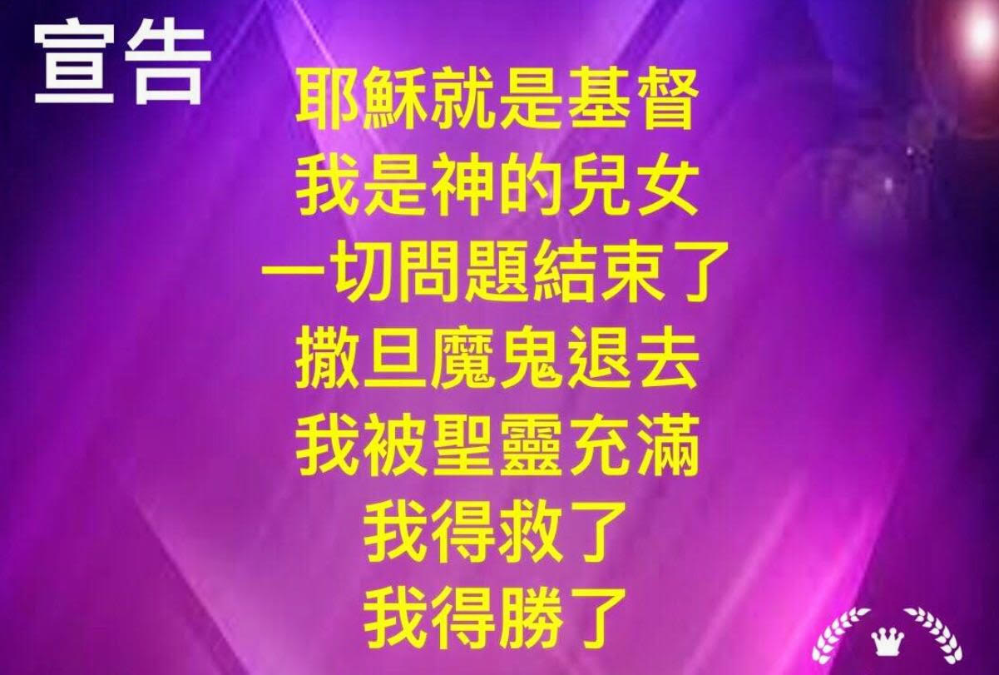 宣告
耶穌就是基督
我是神的兒女
一切問題結束了
撒旦魔鬼退去
我被聖靈充滿
我得救了
我得勝了